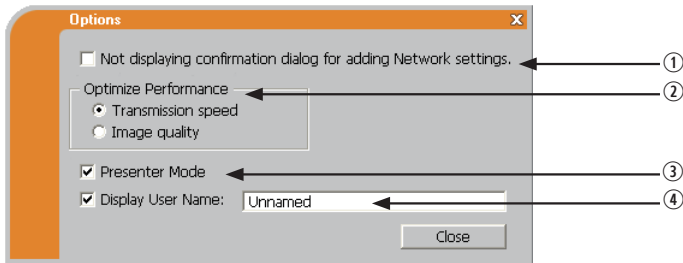 Options
Not displaying confirmation dialog for adding Network settings.
①
Optimize Performance
②
Transmission speed
Image quality
Presenter Mode
③
Display User Name: Unnamed
④
Close